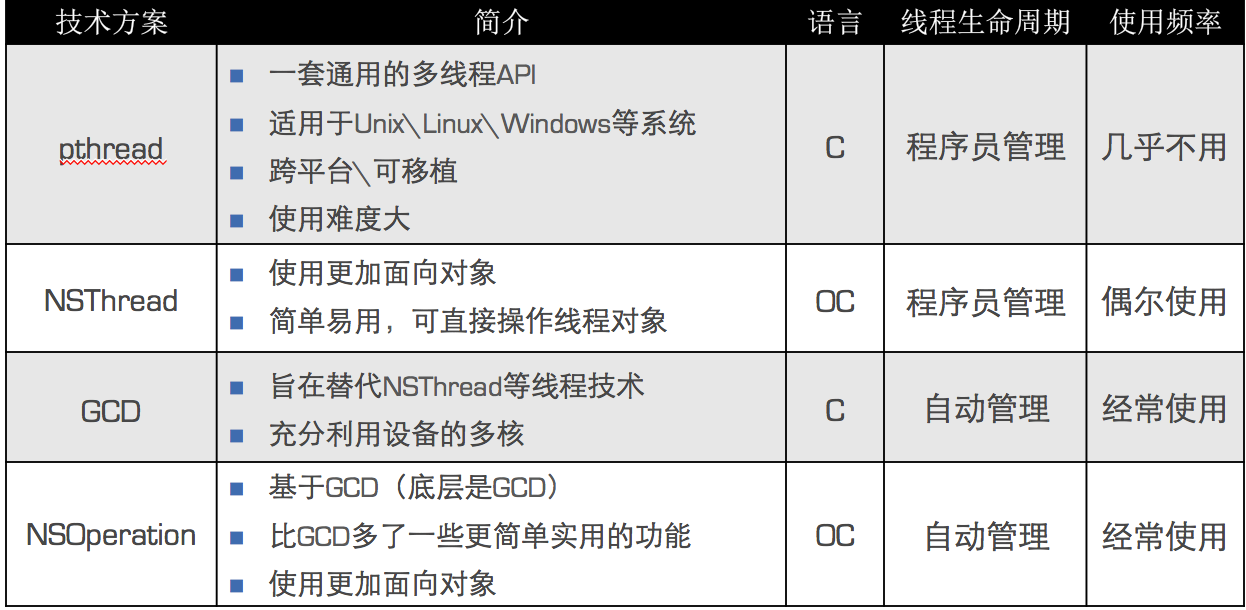 技术方案 简介 语言 线程生命周期 使用频率
pthread
一套通用的多线程API
适用于Unix\Linux\Windows等系统
跨平台\可移植
使用难度大
C
程序员管理
几乎不用
NSThread
使用更加面向对象
简单易用，可直接操作线程对象
OC
程序员管理
偶尔使用
GCD
旨在替代NSThread等线程技术
充分利用设备的多核
C
自动管理
经常使用
NSOperation
基于GCD（底层是GCD）
比GCD多了一些更简单实用的功能
使用更加面向对象
OC
自动管理
经常使用